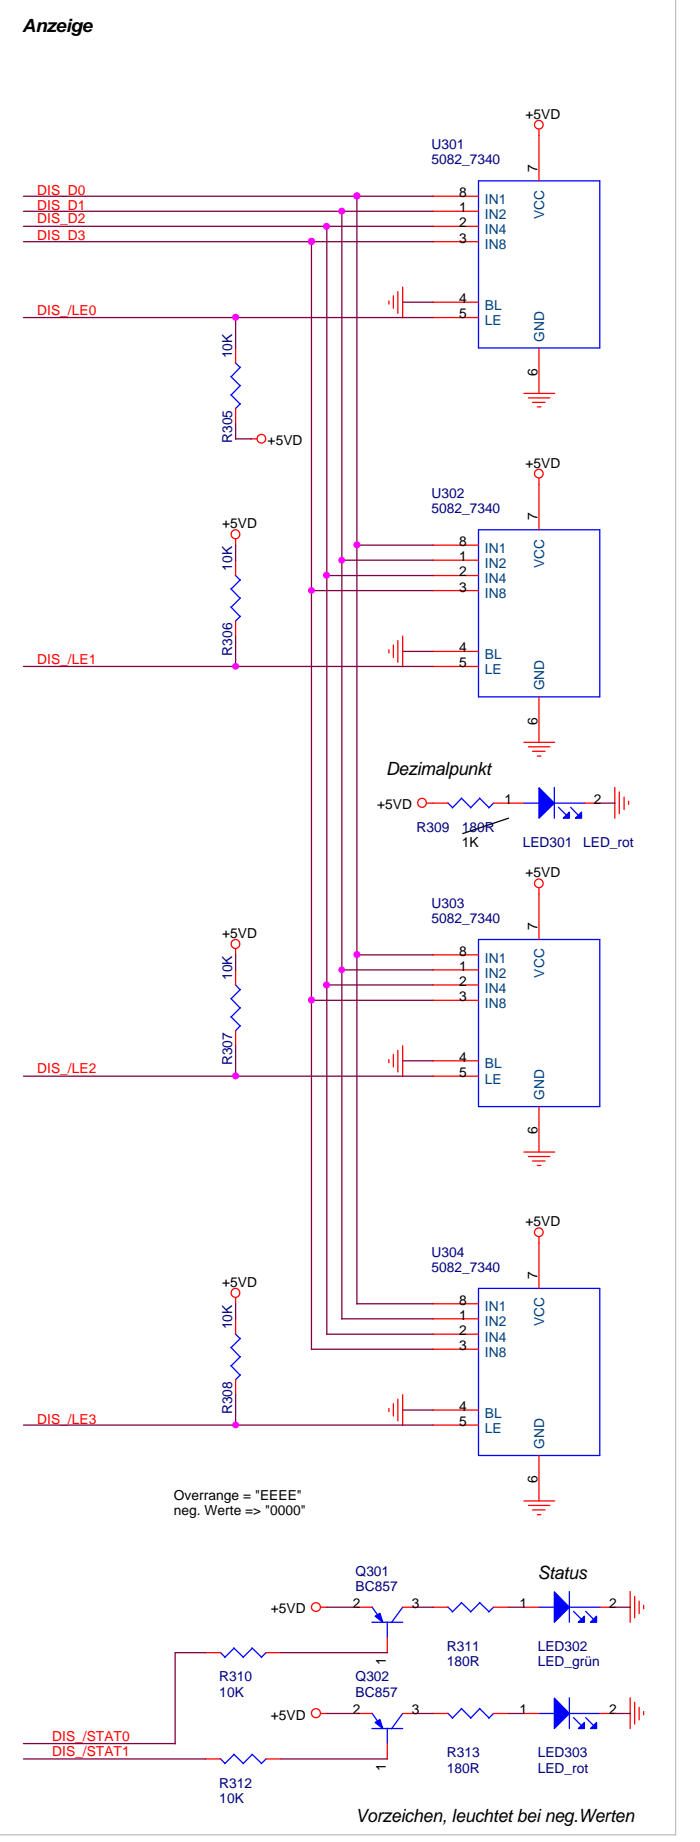 Anzeige
+5VD
U301
5082_7340
7
VCC
DIS_D0
8
IN1
DIS_D1
1
IN2
DIS_D2
2
IN4
DIS_D3
3
IN8
4
BL
DIS_/LE0
5
LE
GND
6
10K
R305
+5VD
+5VD
U302
5082_7340
7
VCC
+5VD
10K
R306
8
IN1
1
IN2
2
IN4
3
IN8
4
BL
DIS_/LE1
5
LE
GND
6
Dezimalpunkt
+5VD
1
2
R309
180R
1K
LED301
LED_rot
+5VD
U303
5082_7340
7
VCC
+5VD
10K
R307
8
IN1
1
IN2
2
IN4
3
IN8
4
BL
DIS_/LE2
5
LE
GND
6
+5VD
U304
5082_7340
7
VCC
+5VD
10K
R308
8
IN1
1
IN2
2
IN4
3
IN8
4
BL
DIS_/LE3
5
LE
GND
6
Overrange = "EEEE"
neg. Werte => "0000"
Q301
BC857
Status
+5VD
2
3
1
2
1
R311
180R
LED302
LED_grün
R310
10K
Q302
BC857
+5VD
2
3
1
2
DIS_/STAT0
DIS_/STAT1
1
R313
180R
LED303
LED_rot
R312
10K
Vorzeichen, leuchtet bei neg.Werten